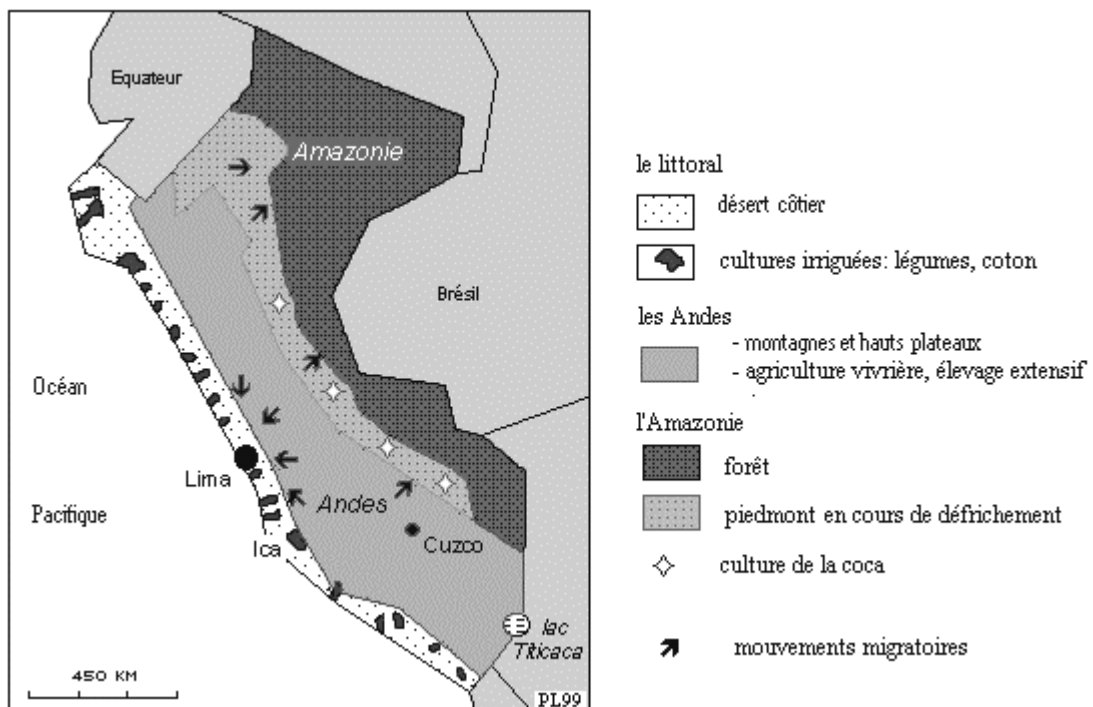 Equateur
Amazonie
Brésil
Océan
Lima
Pacifique
Andes
Ica
Cuzco
lac
Titicaca
450 KM
PL99
le littoral
désert côtier
cultures irriguées: légumes, coton
les Andes
- montagnes et hauts plateaux
- agriculture vivrière, élevage extensif
l'Amazonie
forêt
piedmont en cours de défrichement
culture de la coca
mouvements migratoires